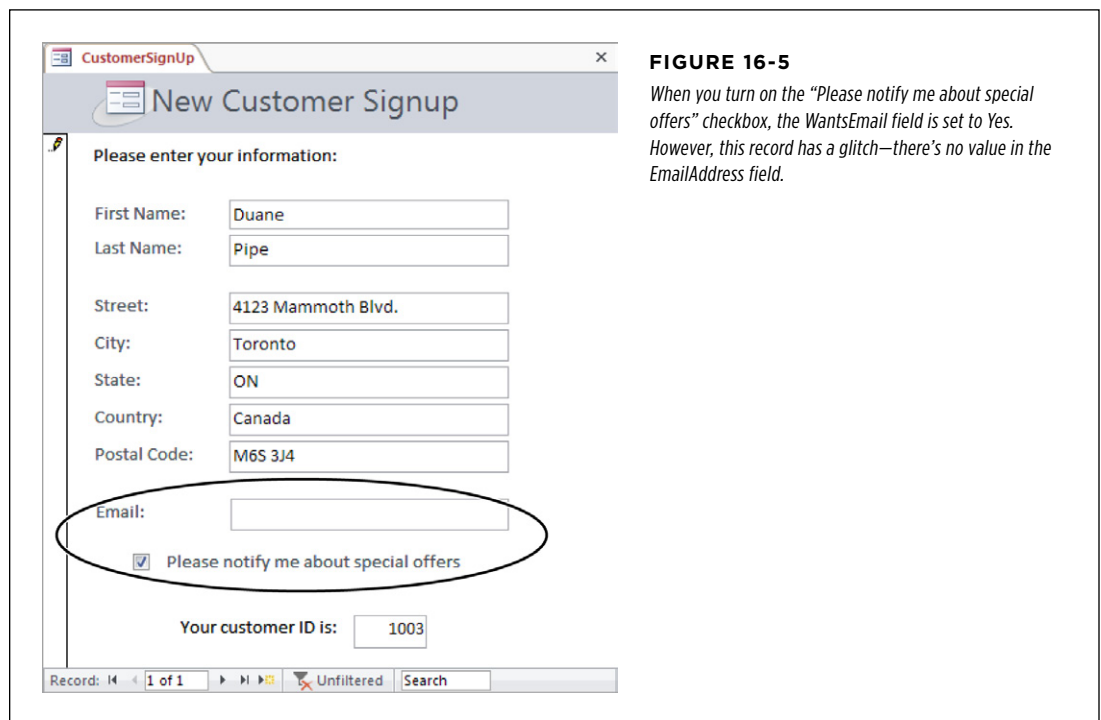 CustomerSignUp
New Customer Signup
Please enter your information:
First Name: Duane
Last Name: Pipe
Street: 4123 Mammoth Blvd.
City: Toronto
State: ON
Country: Canada
Postal Code: M6S 3J4
Email:
Please notify me about special offers
Your customer ID is: 1003
Record: 1 of 1 Unfiltered Search
FIGURE 16-5
When you turn on the “Please notify me about special
offers” checkbox, the WantsEmail field is set to Yes.
However, this record has a glitch—there’s no value in the
EmailAddress field.